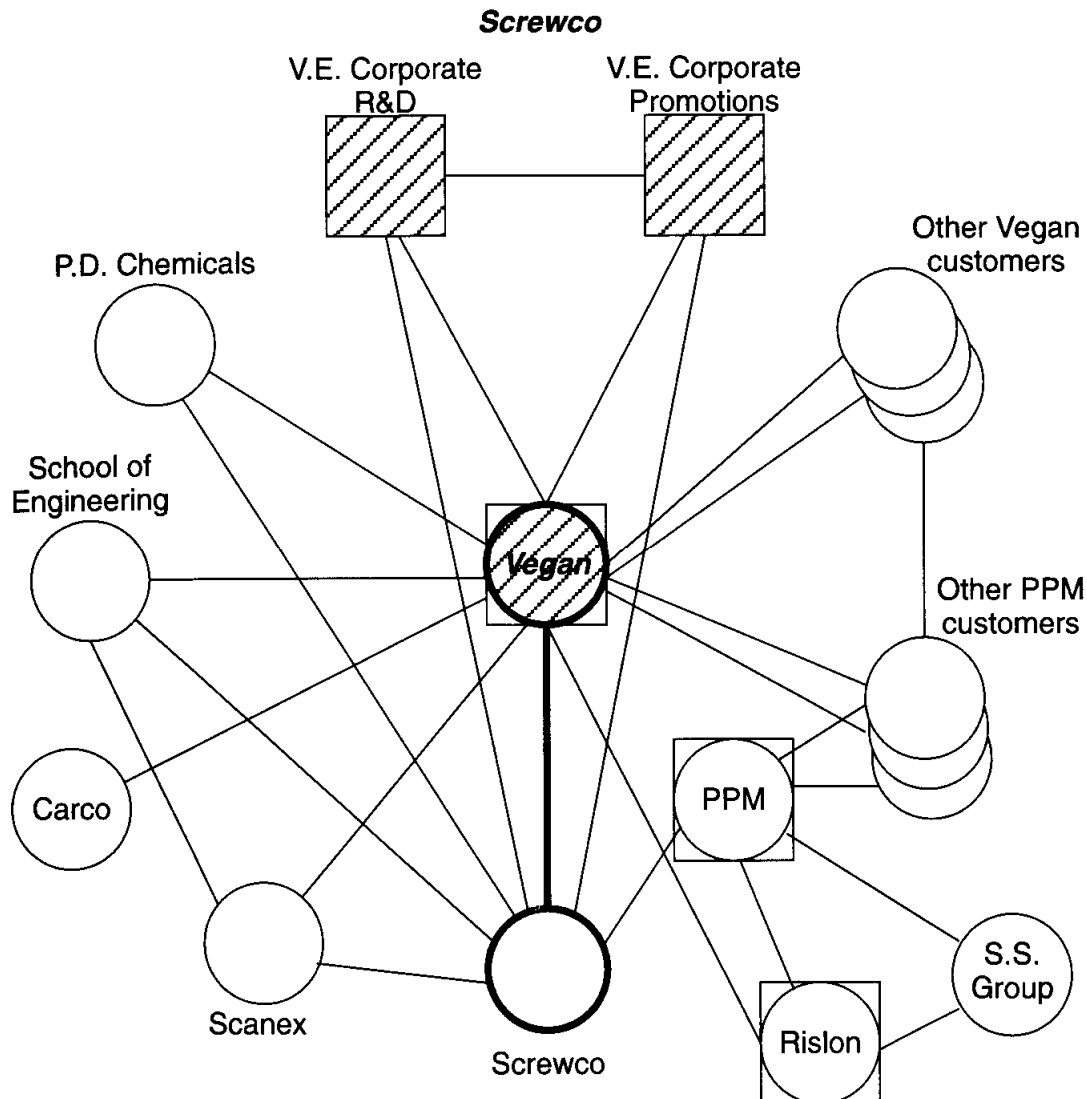 Screwco
V.E. Corporate
R&D
V.E. Corporate
Promotions
Other Vegan
customers
P.D. Chemicals
School of
Engineering
Vegan
Other PPM
customers
Carco
PPM
S.S.
Group
Scanex
Rislon
Screwco